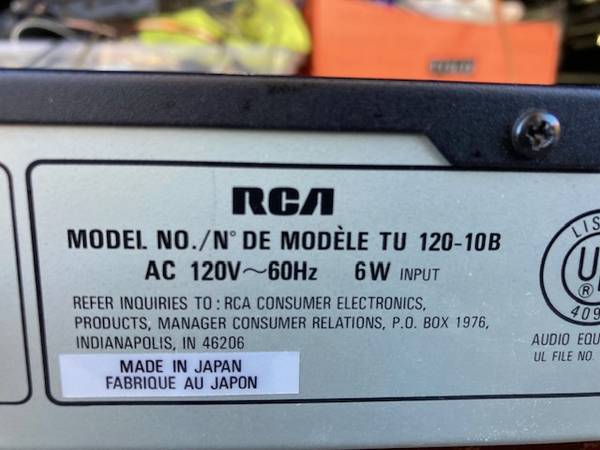 RCA
MODEL NO./N° DE MODÈLE TU 120-10B
AC 120V~60Hz 6W INPUT
REFER INQUIRIES TO: RCA CONSUMER ELECTRONICS,
PRODUCTS, MANAGER CONSUMER RELATIONS, P.O. BOX 1976,
INDIANAPOLIS, IN 46206
MADE IN JAPAN
FABRIQUE AU JAPON
LIS
UL
®
409
AUDIO EQU
UL FILE NO.